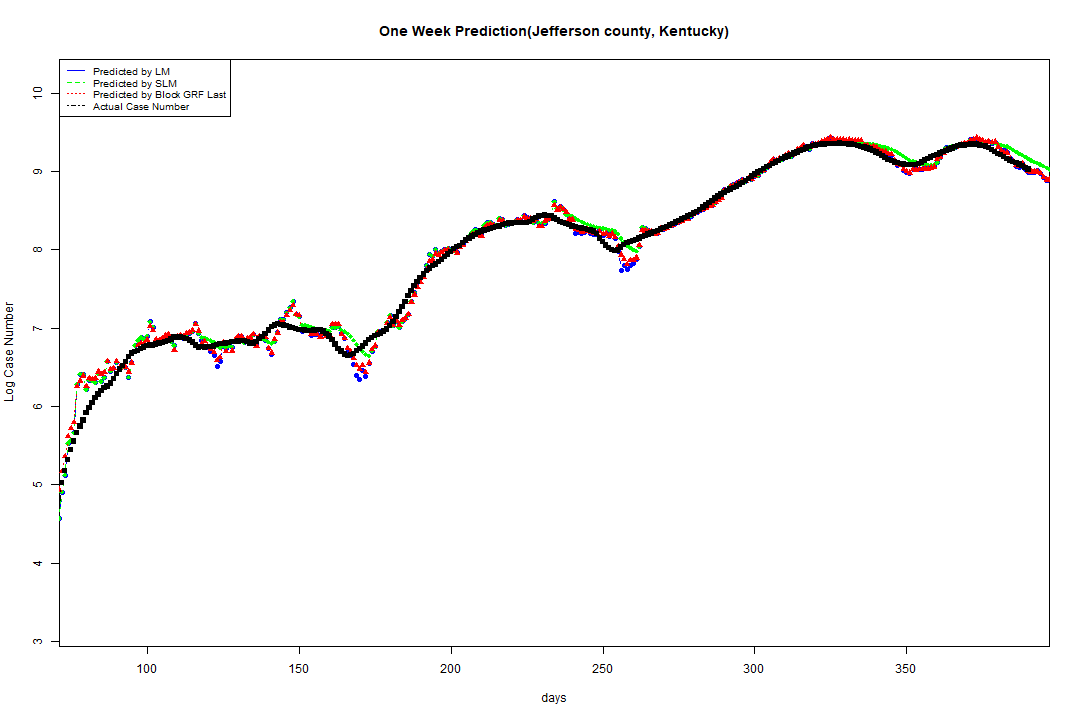 One Week Prediction(Jefferson county, Kentucky)
Predicted by LM
Predicted by SLM
Predicted by Block GRF Last
Actual Case Number
10
9
8
7
6
5
4
3
Log Case Number
100 150 200 250 300 350
days